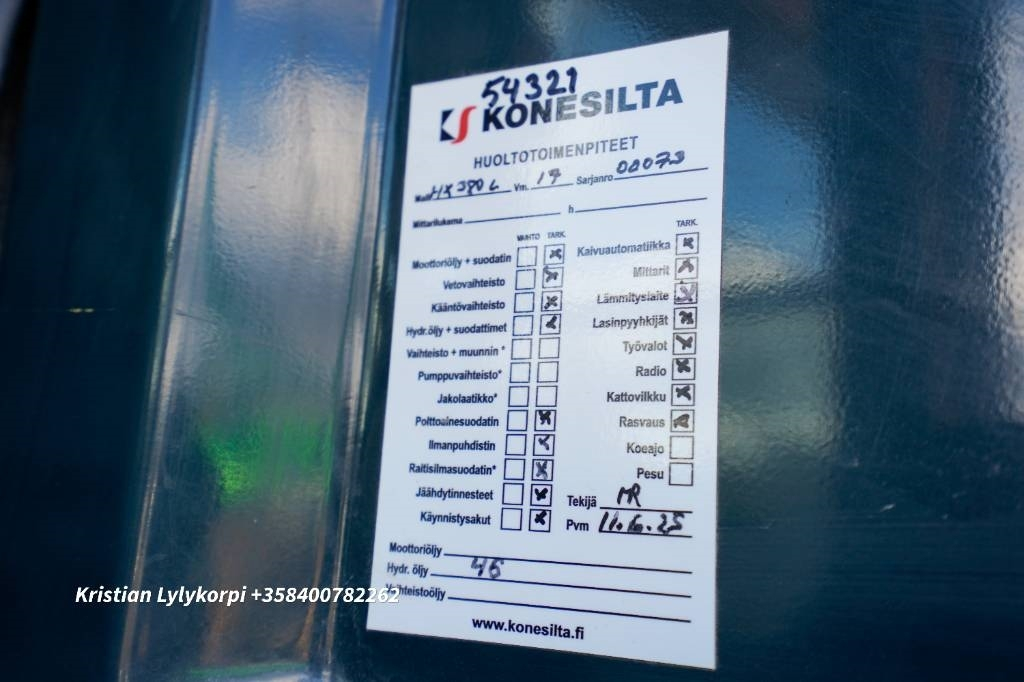 54321
KONESILTA
HUOLTOTOIMENPITEET
Malli HX 380 L Vm. 17 Sarjanro 00073
Mittarilukema h
VAIHTO TARK.
Moottoriöljy + suodatin
Vetovaihteisto
Kääntövaihteisto
Hydr.öljy + suodattimet
Vaihteisto + muunnin *
Pumppuvaihteisto*
Jakolaatikko*
Polttoainesuodatin
Ilmanpuhdistin
Raitisilmasuodatin*
Jäähdytinnesteet
Käynnistysakut
TARK.
Kaivuautomatiikka
Mittarit
Lämmityslaite
Lasinpyyhkijät
Työvalot
Radio
Kattovilkku
Rasvaus
Koeajo
Pesu
Tekijä MR
Pvm 11.6.25
Moottoriöljy
Hydr. öljy 46
Vaihteistoöljy
www.konesilta.fi
Kristian Lylykorpi +358400782262